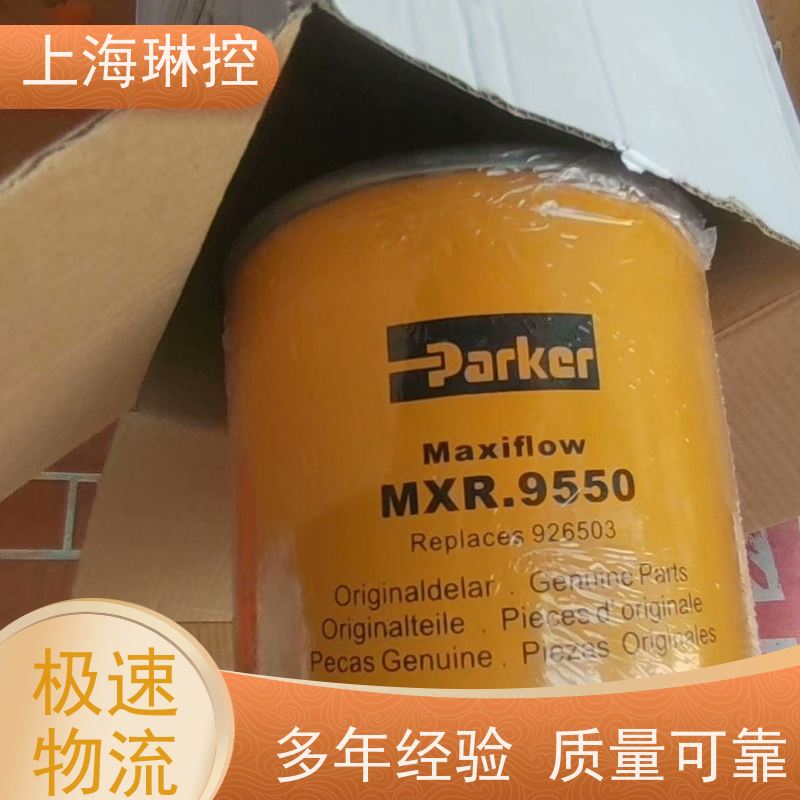 上海琳控
Parker
Maxiflow
MXR.9550
Replaces 926503
Originaldelar . Genuine Parts
Originalteile . Pieces d' originale
Pecas Genuine . Piezas Originales
极速
物流
多年经验 质量可靠